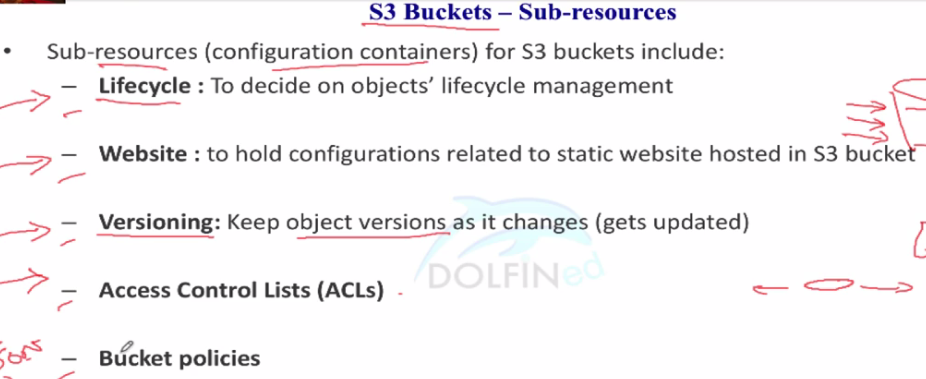 S3 Buckets – Sub-resources
• Sub-resources (configuration containers) for S3 buckets include:
– Lifecycle : To decide on objects’ lifecycle management
– Website : to hold configurations related to static website hosted in S3 bucket
– Versioning: Keep object versions as it changes (gets updated)
DOLFINed
– Access Control Lists (ACLs)
– Bucket policies